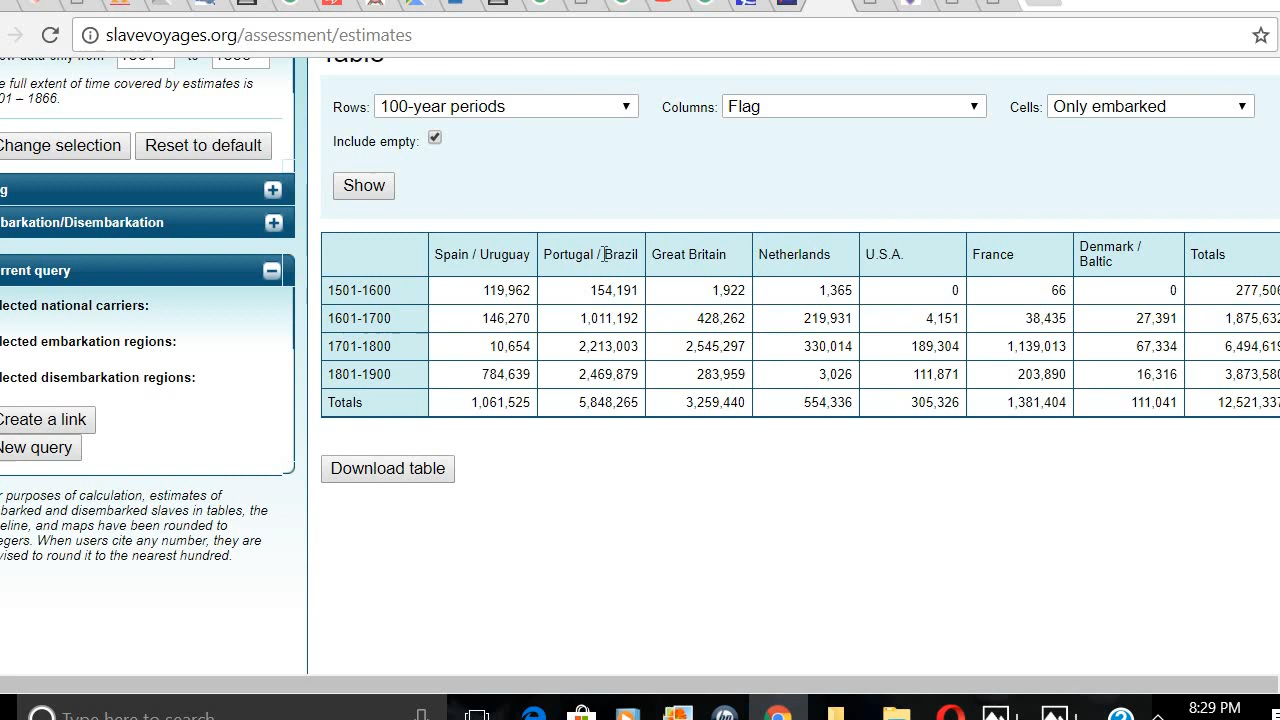 slavevoyages.org/assessment/estimates
e full extent of time covered by estimates is
01 – 1866.
Change selection
Reset to default
g
barkation/Disembarkation
rrent query
lected national carriers:
lected embarkation regions:
lected disembarkation regions:
Create a link
New query
r purposes of calculation, estimates of
barked and disembarked slaves in tables, the
eline, and maps have been rounded to
egers. When users cite any number, they are
vised to round it to the nearest hundred.
Table
Rows: 100-year periods Columns: Flag Cells: Only embarked
Include empty:
Show
Spain / Uruguay Portugal / Brazil Great Britain Netherlands U.S.A. France Denmark / Baltic Totals
1501-1600 119,962 154,191 1,922 1,365 0 66 0 277,506
1601-1700 146,270 1,011,192 428,262 219,931 4,151 38,435 27,391 1,875,632
1701-1800 10,654 2,213,003 2,545,297 330,014 189,304 1,139,013 67,334 6,494,619
1801-1900 784,639 2,469,879 283,959 3,026 111,871 203,890 16,316 3,873,580
Totals 1,061,525 5,848,265 3,259,440 554,336 305,326 1,381,404 111,041 12,521,337
Download table
Type here to search
8:29 PM